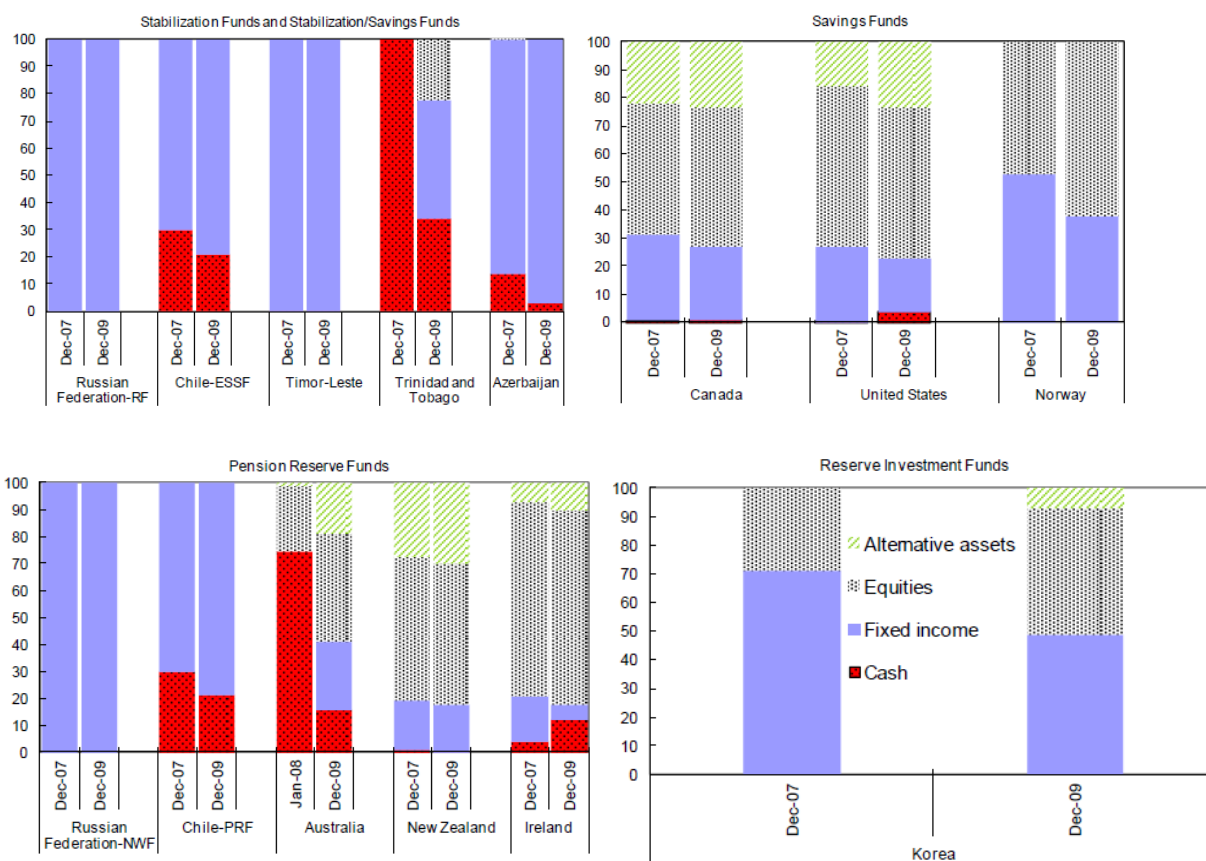 Stabilization Funds and Stabilization/Savings Funds
100
90
80
70
60
50
40
30
20
10
0
Dec-07
Dec-09
Dec-07
Dec-09
Dec-07
Dec-09
Dec-07
Dec-09
Dec-07
Dec-09
Russian
Federation-RF
Chile-ESSF
Timor-Leste
Trinidad and
Tobago
Azerbaijan
Savings Funds
100
90
80
70
60
50
40
30
20
10
0
Dec-07
Dec-09
Dec-07
Dec-09
Dec-07
Dec-09
Canada
United States
Norway
Pension Reserve Funds
100
90
80
70
60
50
40
30
20
10
0
Dec-07
Dec-09
Dec-07
Dec-09
Jan-08
Dec-09
Dec-07
Dec-09
Dec-07
Dec-09
Russian
Federation-NWF
Chile-PRF
Australia
New Zealand
Ireland
Reserve Investment Funds
100
90
80
70
60
50
40
30
20
10
0
Alternative assets
Equities
Fixed income
Cash
Dec-07
Dec-09
Korea